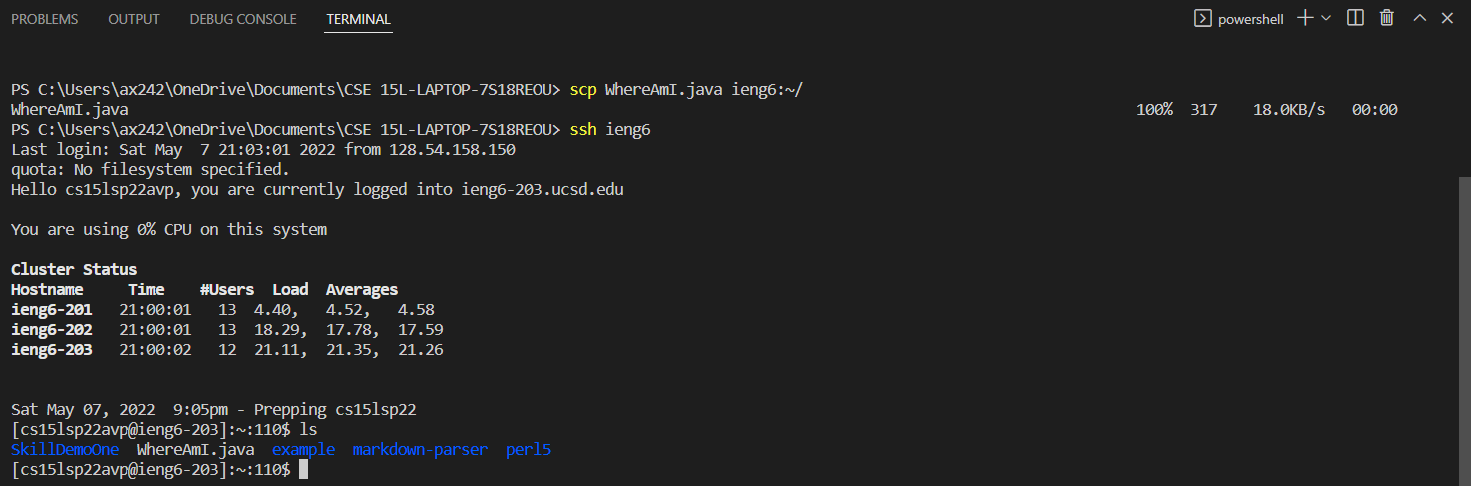 PROBLEMS OUTPUT DEBUG CONSOLE TERMINAL powershell
PS C:\Users\ax242\OneDrive\Documents\CSE 15L-LAPTOP-7S18REOU> scp WhereAmI.java ieng6:~/
WhereAmI.java 100% 317 18.0KB/s 00:00
PS C:\Users\ax242\OneDrive\Documents\CSE 15L-LAPTOP-7S18REOU> ssh ieng6
Last login: Sat May  7 21:03:01 2022 from 128.54.158.150
quota: No filesystem specified.
Hello cs15lsp22avp, you are currently logged into ieng6-203.ucsd.edu
You are using 0% CPU on this system
Cluster Status
Hostname     Time    #Users  Load  Averages
ieng6-201   21:00:01   13  4.40,   4.52,   4.58
ieng6-202   21:00:01   13  18.29,  17.78,  17.59
ieng6-203   21:00:02   12  21.11,  21.35,  21.26
Sat May 07, 2022  9:05pm - Prepping cs15lsp22
[cs15lsp22avp@ieng6-203]:~:110$ ls
SkillDemoOne  WhereAmI.java  example  markdown-parser  perl5
[cs15lsp22avp@ieng6-203]:~:110$